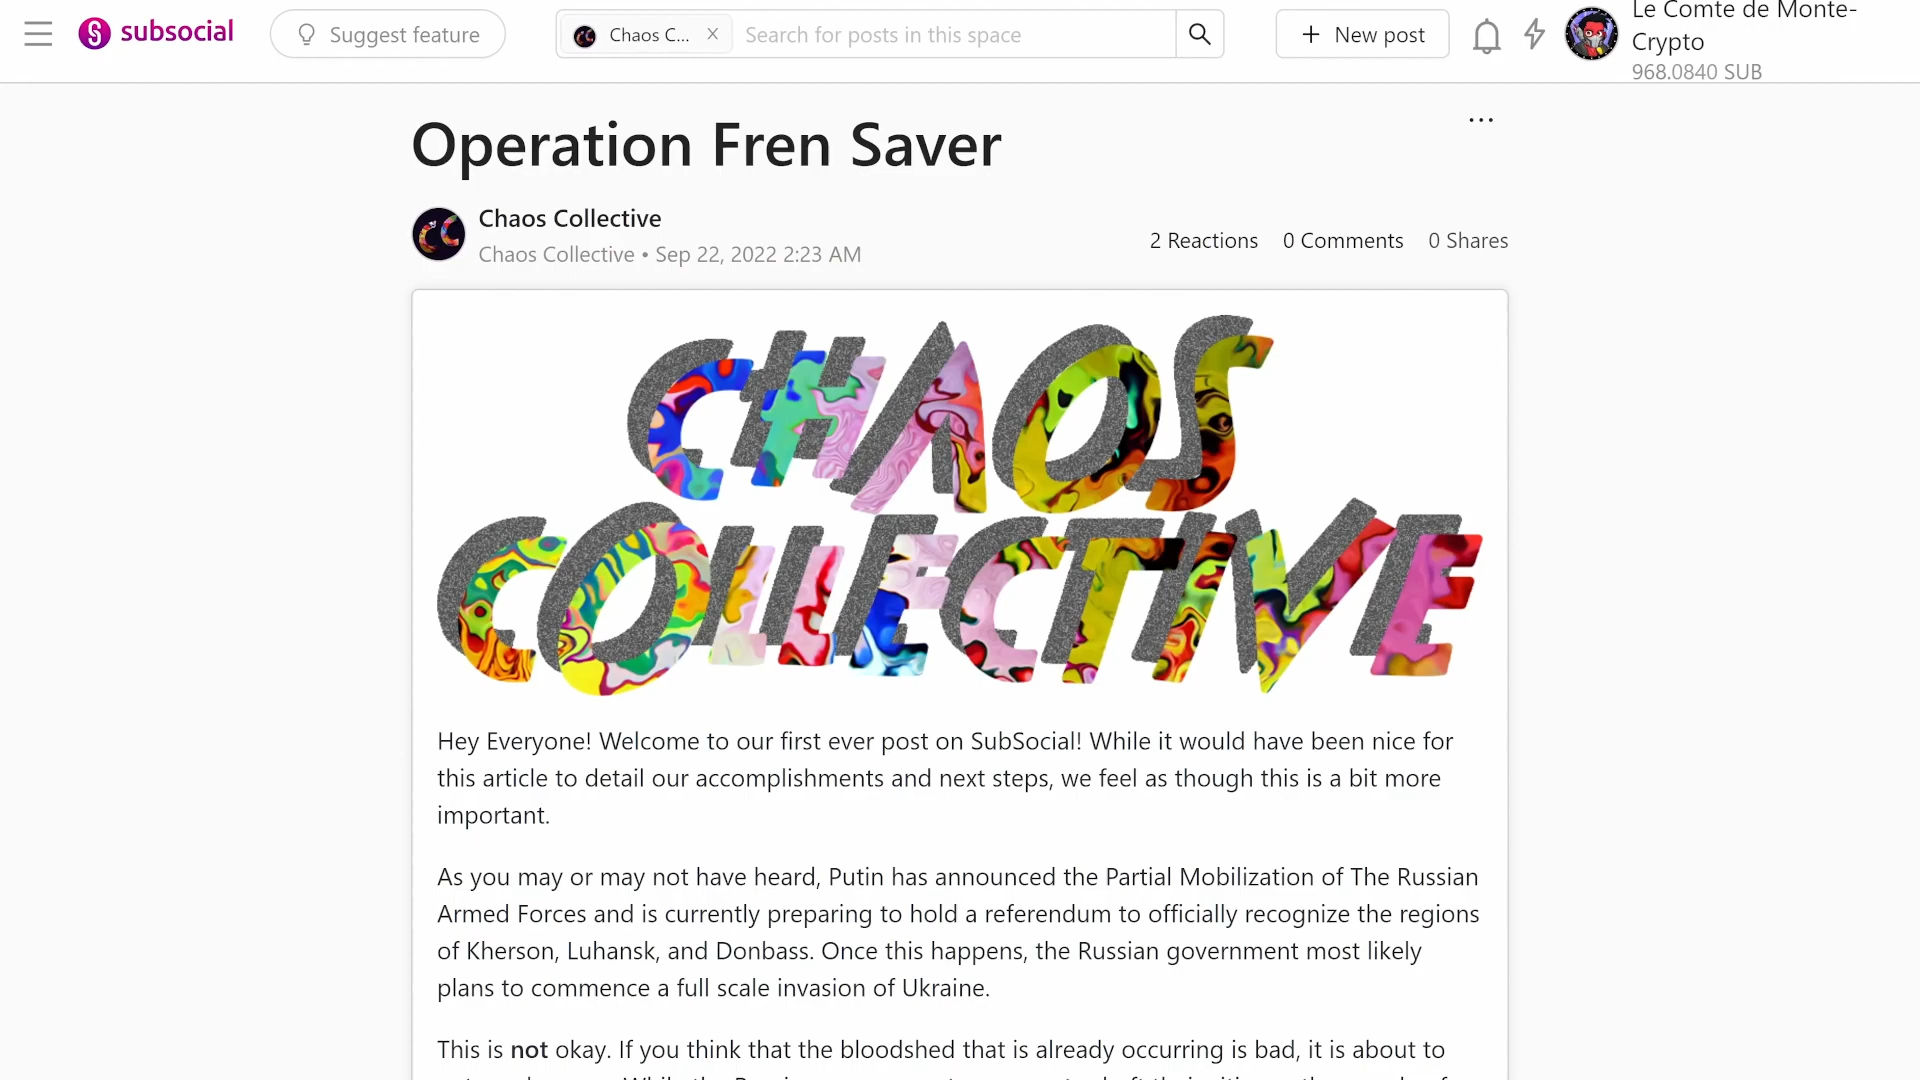 subsocial
Suggest feature
Chaos C...
Search for posts in this space
New post
Le Comte de Monte-
Crypto
968.0840 SUB
Operation Fren Saver
Chaos Collective
Chaos Collective • Sep 22, 2022 2:23 AM
2 Reactions 0 Comments 0 Shares
CHAOS
COLLECTIVE
Hey Everyone! Welcome to our first ever post on SubSocial! While it would have been nice for
this article to detail our accomplishments and next steps, we feel as though this is a bit more
important.
As you may or may not have heard, Putin has announced the Partial Mobilization of The Russian
Armed Forces and is currently preparing to hold a referendum to officially recognize the regions
of Kherson, Luhansk, and Donbass. Once this happens, the Russian government most likely
plans to commence a full scale invasion of Ukraine.
This is not okay. If you think that the bloodshed that is already occurring is bad, it is about to